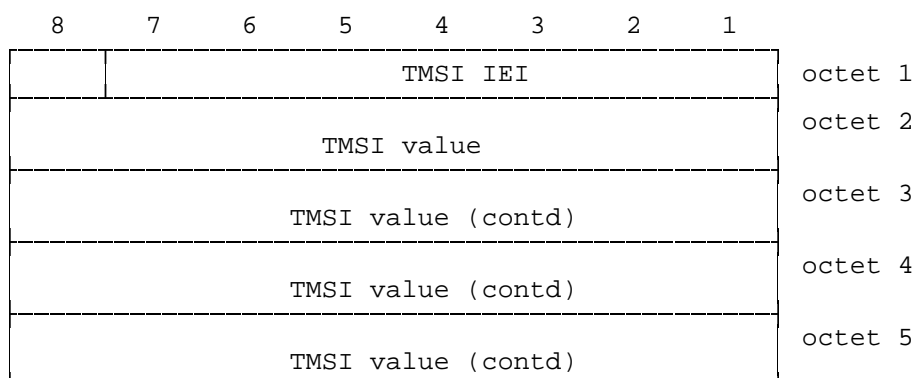 8 7 6 5 4 3 2 1
TMSI IEI octet 1
octet 2
TMSI value
octet 3
TMSI value (contd)
octet 4
TMSI value (contd)
octet 5
TMSI value (contd)